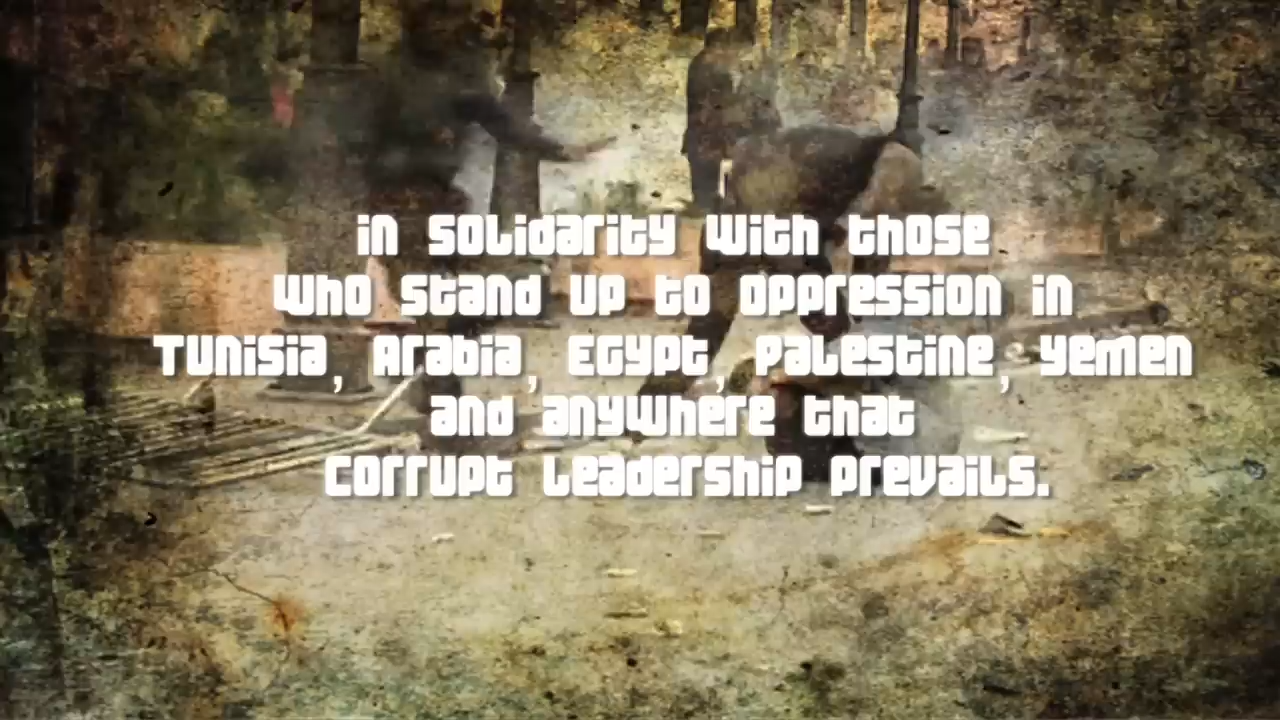 in solidarity with those
who stand up to oppression in
Tunisia, Arabia, Egypt, Palestine, Yemen
and anywhere that
corrupt leadership prevails.